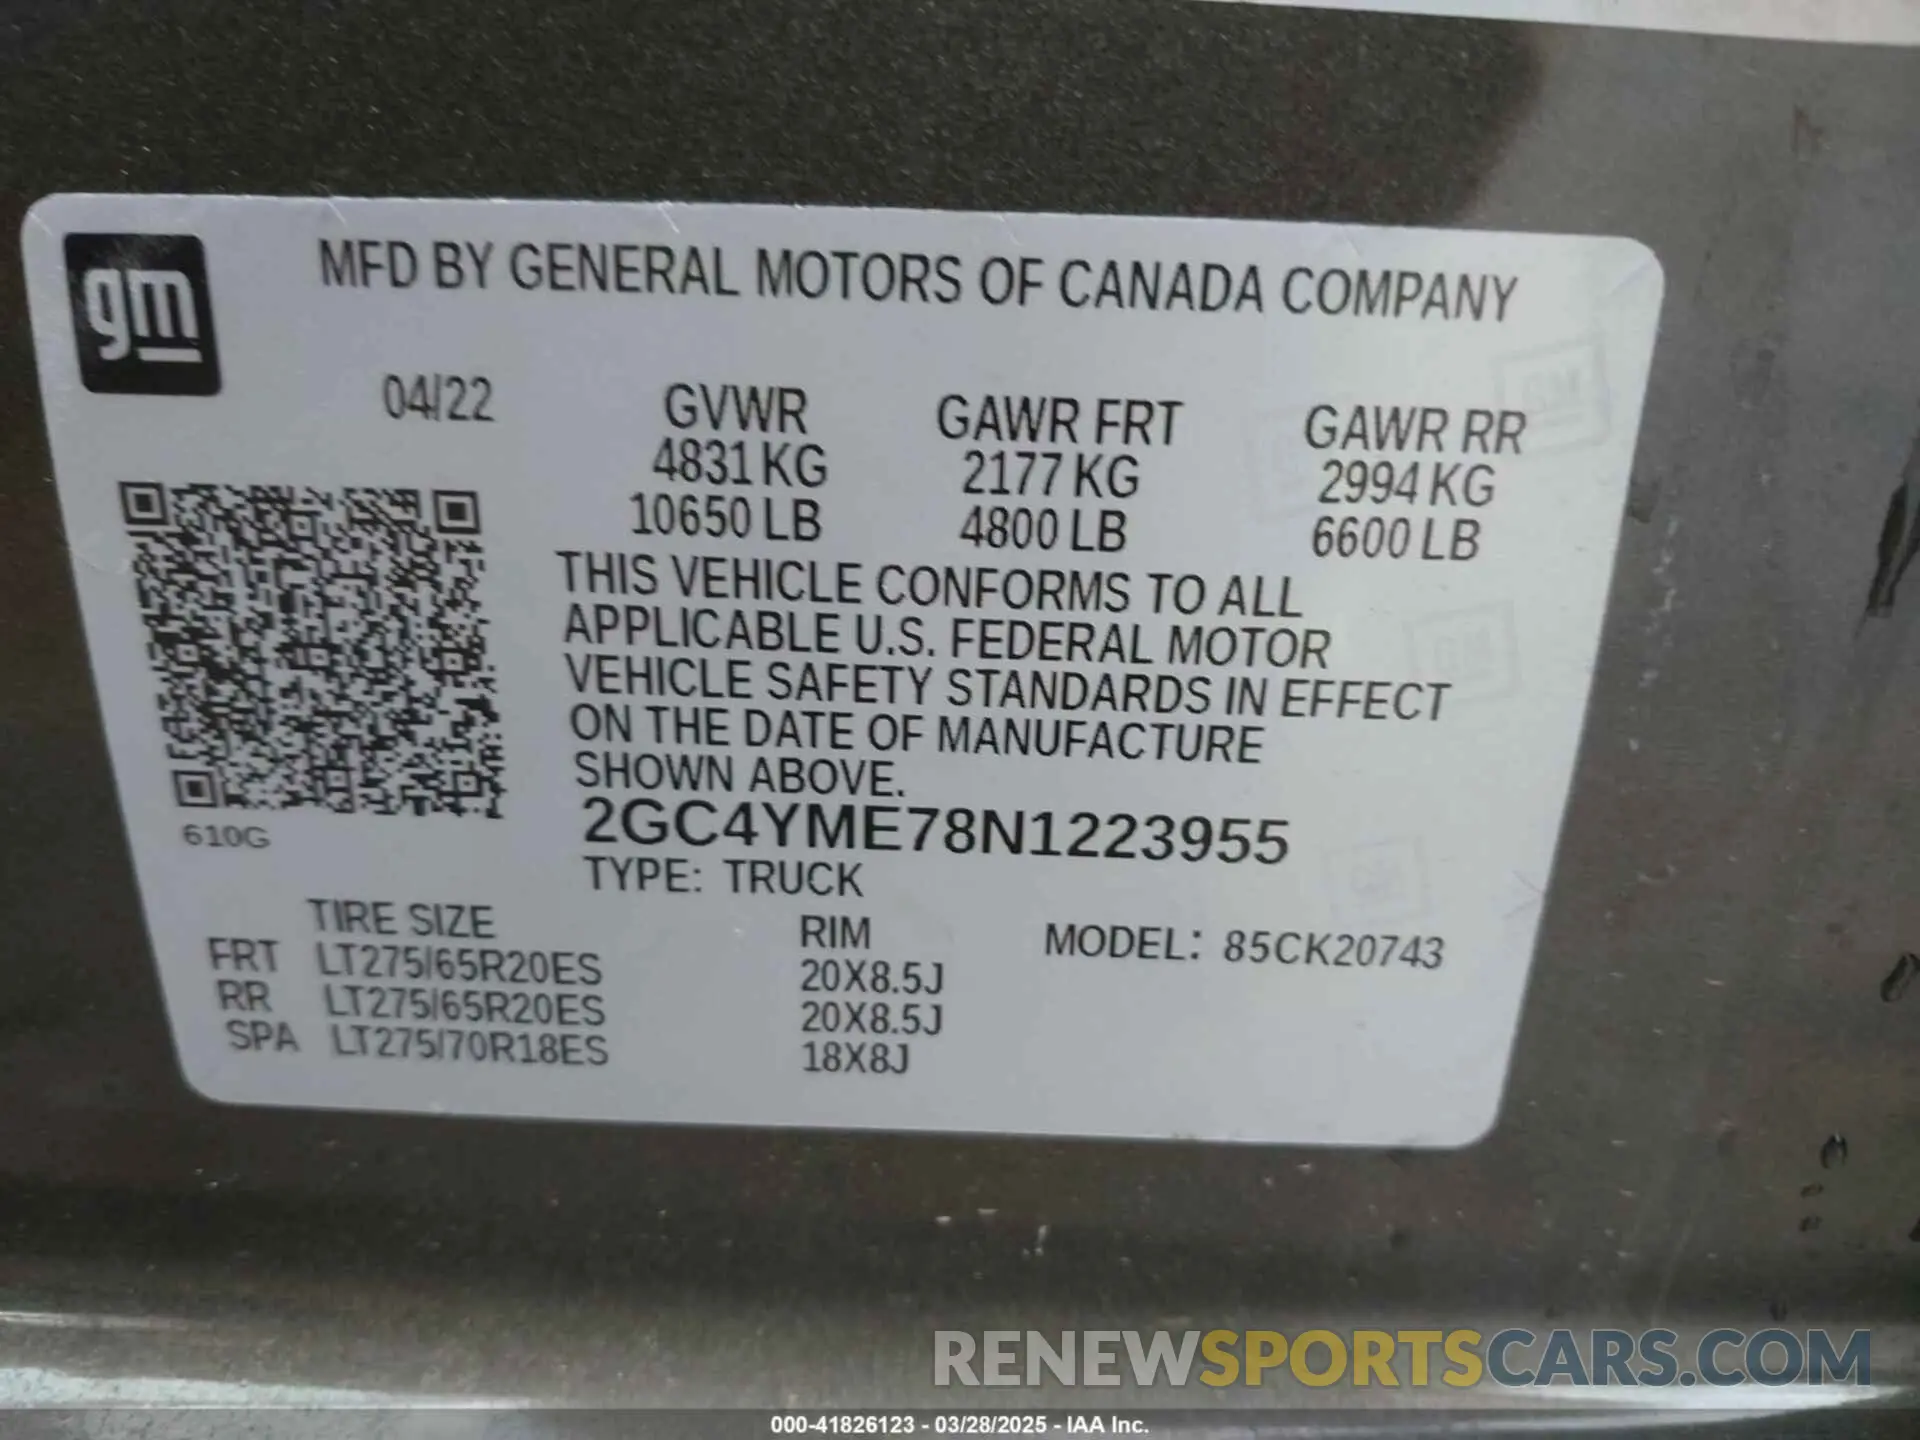 gm
MFD BY GENERAL MOTORS OF CANADA COMPANY
04/22
GVWR GAWR FRT GAWR RR
4831 KG 2177 KG 2994 KG
10650 LB 4800 LB 6600 LB
THIS VEHICLE CONFORMS TO ALL
APPLICABLE U.S. FEDERAL MOTOR
VEHICLE SAFETY STANDARDS IN EFFECT
ON THE DATE OF MANUFACTURE
SHOWN ABOVE.
610G
2GC4YME78N1223955
TYPE: TRUCK
TIRE SIZE RIM MODEL: 85CK20743
FRT LT275/65R20ES 20X8.5J
RR LT275/65R20ES 20X8.5J
SPA LT275/70R18ES 18X8J
RENEWSPORTSCARS.COM
000-41826123 - 03/28/2025 - IAA Inc.